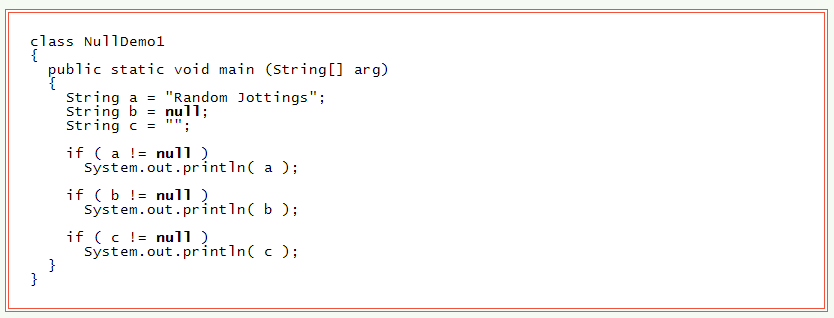 class NullDemo1
{
  public static void main (String[] arg)
  {
    String a = "Random Jottings";
    String b = null;
    String c = "";

    if ( a != null )
      System.out.println( a );

    if ( b != null )
      System.out.println( b );

    if ( c != null )
      System.out.println( c );
  }
}